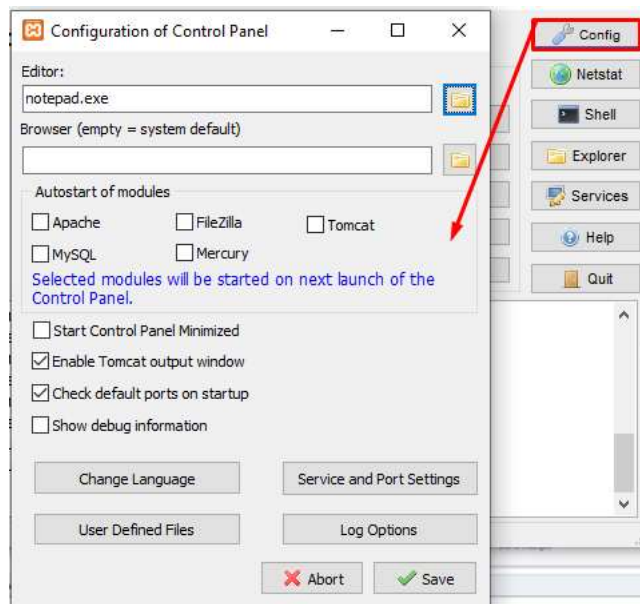 Configuration of Control Panel
Config
Editor:
notepad.exe
Netstat
Browser (empty = system default)
Shell
Explorer
Autostart of modules
Services
Apache
FileZilla
Tomcat
MySQL
Mercury
Help
Selected modules will be started on next launch of the
Control Panel.
Quit
Start Control Panel Minimized
Enable Tomcat output window
Check default ports on startup
Show debug information
Change Language
Service and Port Settings
User Defined Files
Log Options
Abort
Save